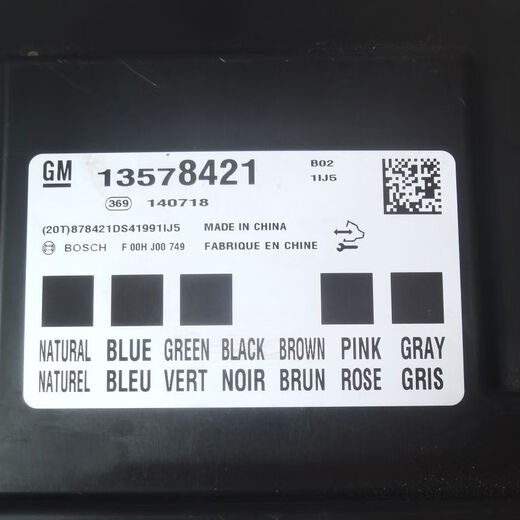 GM 13578421 B02
1IJ5
369 140718
(20T)878421DS41991IJ5 MADE IN CHINA
BOSCH F 00H J00 749 FABRIQUE EN CHINE
NATURAL BLUE GREEN BLACK BROWN PINK GRAY
NATUREL BLEU VERT NOIR BRUN ROSE GRIS